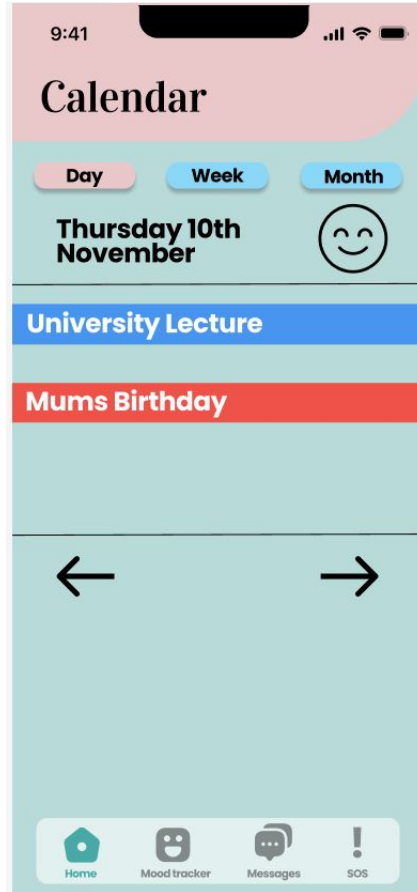 9:41
Calendar
Day Week Month
Thursday 10th
November
University Lecture
Mums Birthday
Home Mood tracker Messages SOS